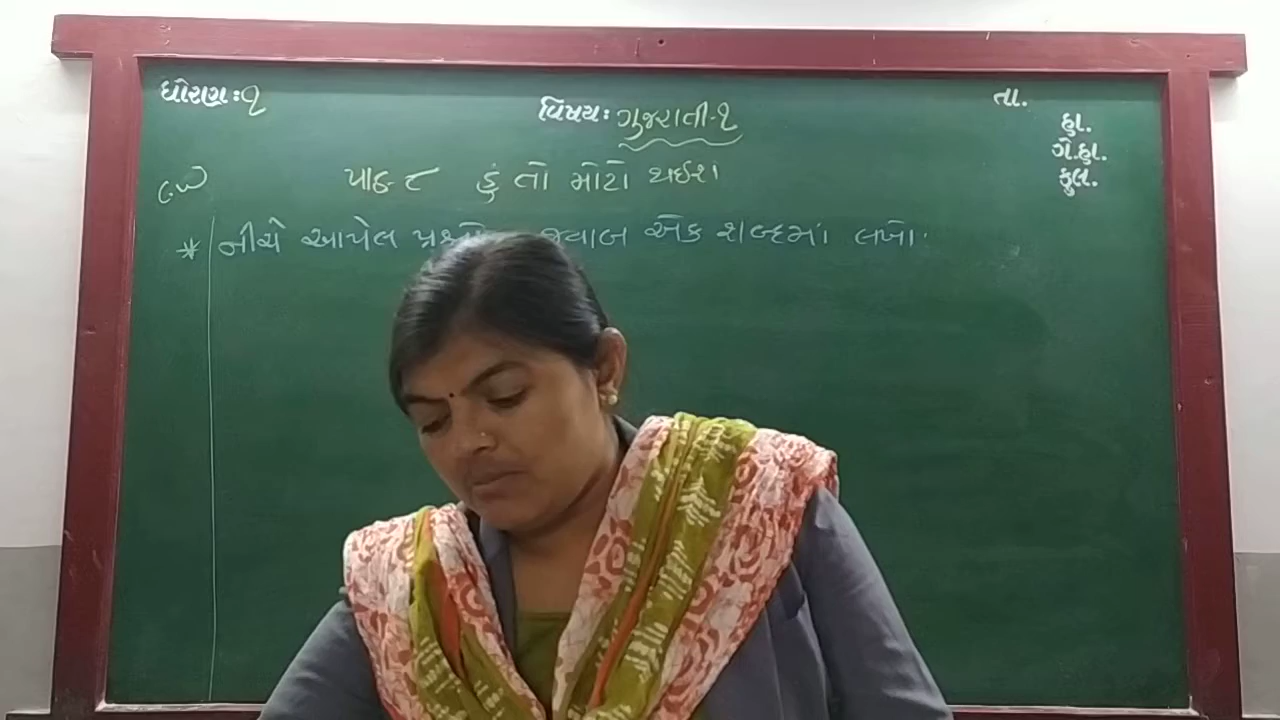 ધોરણ:૧
વિષય: ગુજરાતી-૧
તા.
હા.
ગે.હા.
કુલ.
C.W
પાઠ-૮ હું તો મોટો થઈશ
* નીચે આપેલ જવાબ એક શબ્દમાં લખો.